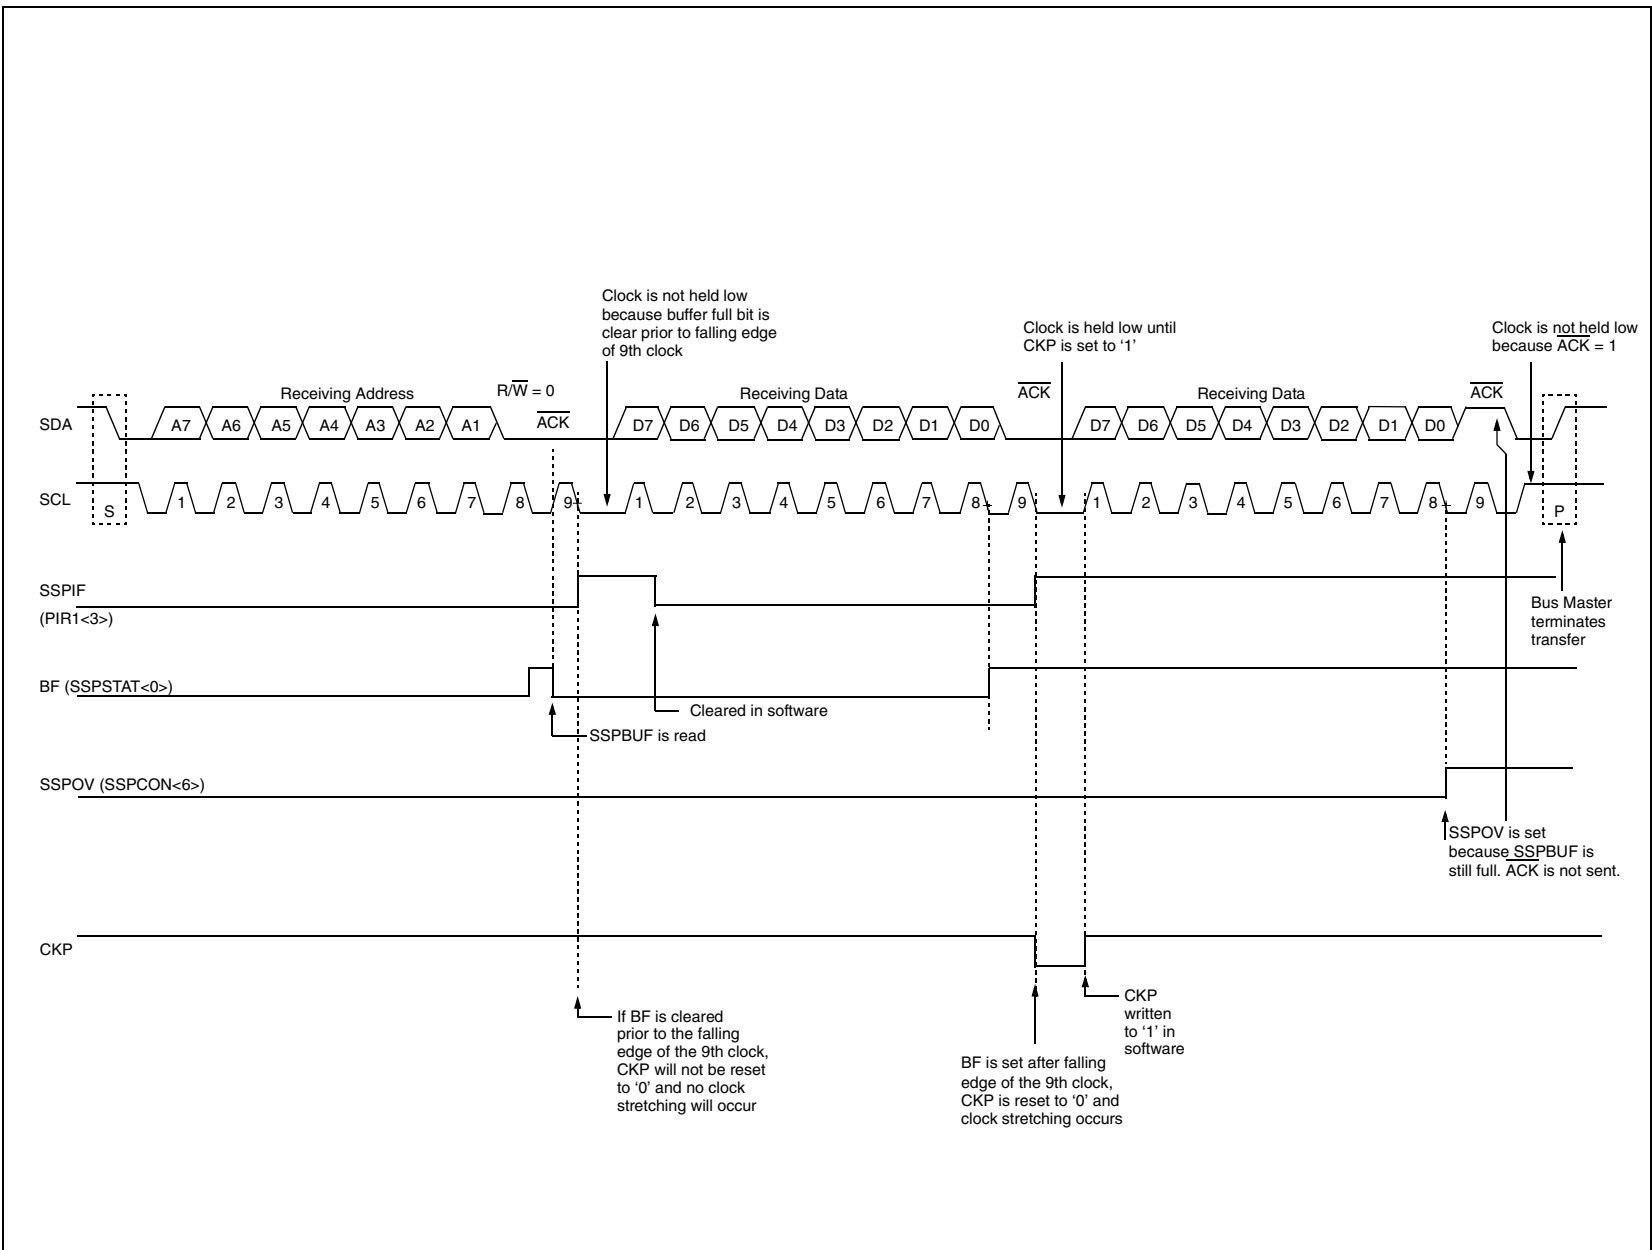 Clock is not held low
because buffer full bit is
clear prior to falling edge
of 9th clock
Clock is held low until
CKP is set to ‘1’
Clock is not held low
because ACK = 1
Receiving Address
R/W = 0
ACK
Receiving Data
ACK
Receiving Data
ACK
SDA
A7 A6 A5 A4 A3 A2 A1
D7 D6 D5 D4 D3 D2 D1 D0
D7 D6 D5 D4 D3 D2 D1 D0
SCL
S
1 2 3 4 5 6 7 8 9
1 2 3 4 5 6 7 8 9
1 2 3 4 5 6 7 8 9
P
SSPIF
(PIR1<3>)
Bus Master
terminates
transfer
BF (SSPSTAT<0>)
Cleared in software
SSPBUF is read
SSPOV (SSPCON<6>)
SSPOV is set
because SSPBUF is
still full. ACK is not sent.
CKP
If BF is cleared
prior to the falling
edge of the 9th clock,
CKP will not be reset
to ‘0’ and no clock
stretching will occur
CKP
written
to ‘1’ in
software
BF is set after falling
edge of the 9th clock,
CKP is reset to ‘0’ and
clock stretching occurs